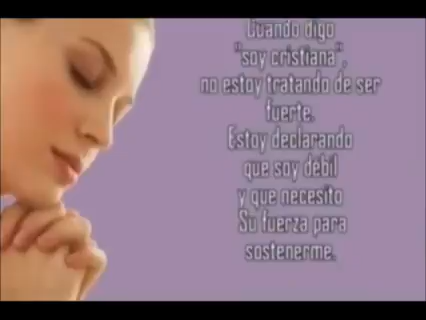 Cuando digo
"soy cristiana",
no estoy tratando de ser
fuerte.
Estoy declarando
que soy débil
y que necesito
Su fuerza para
sostenerme.